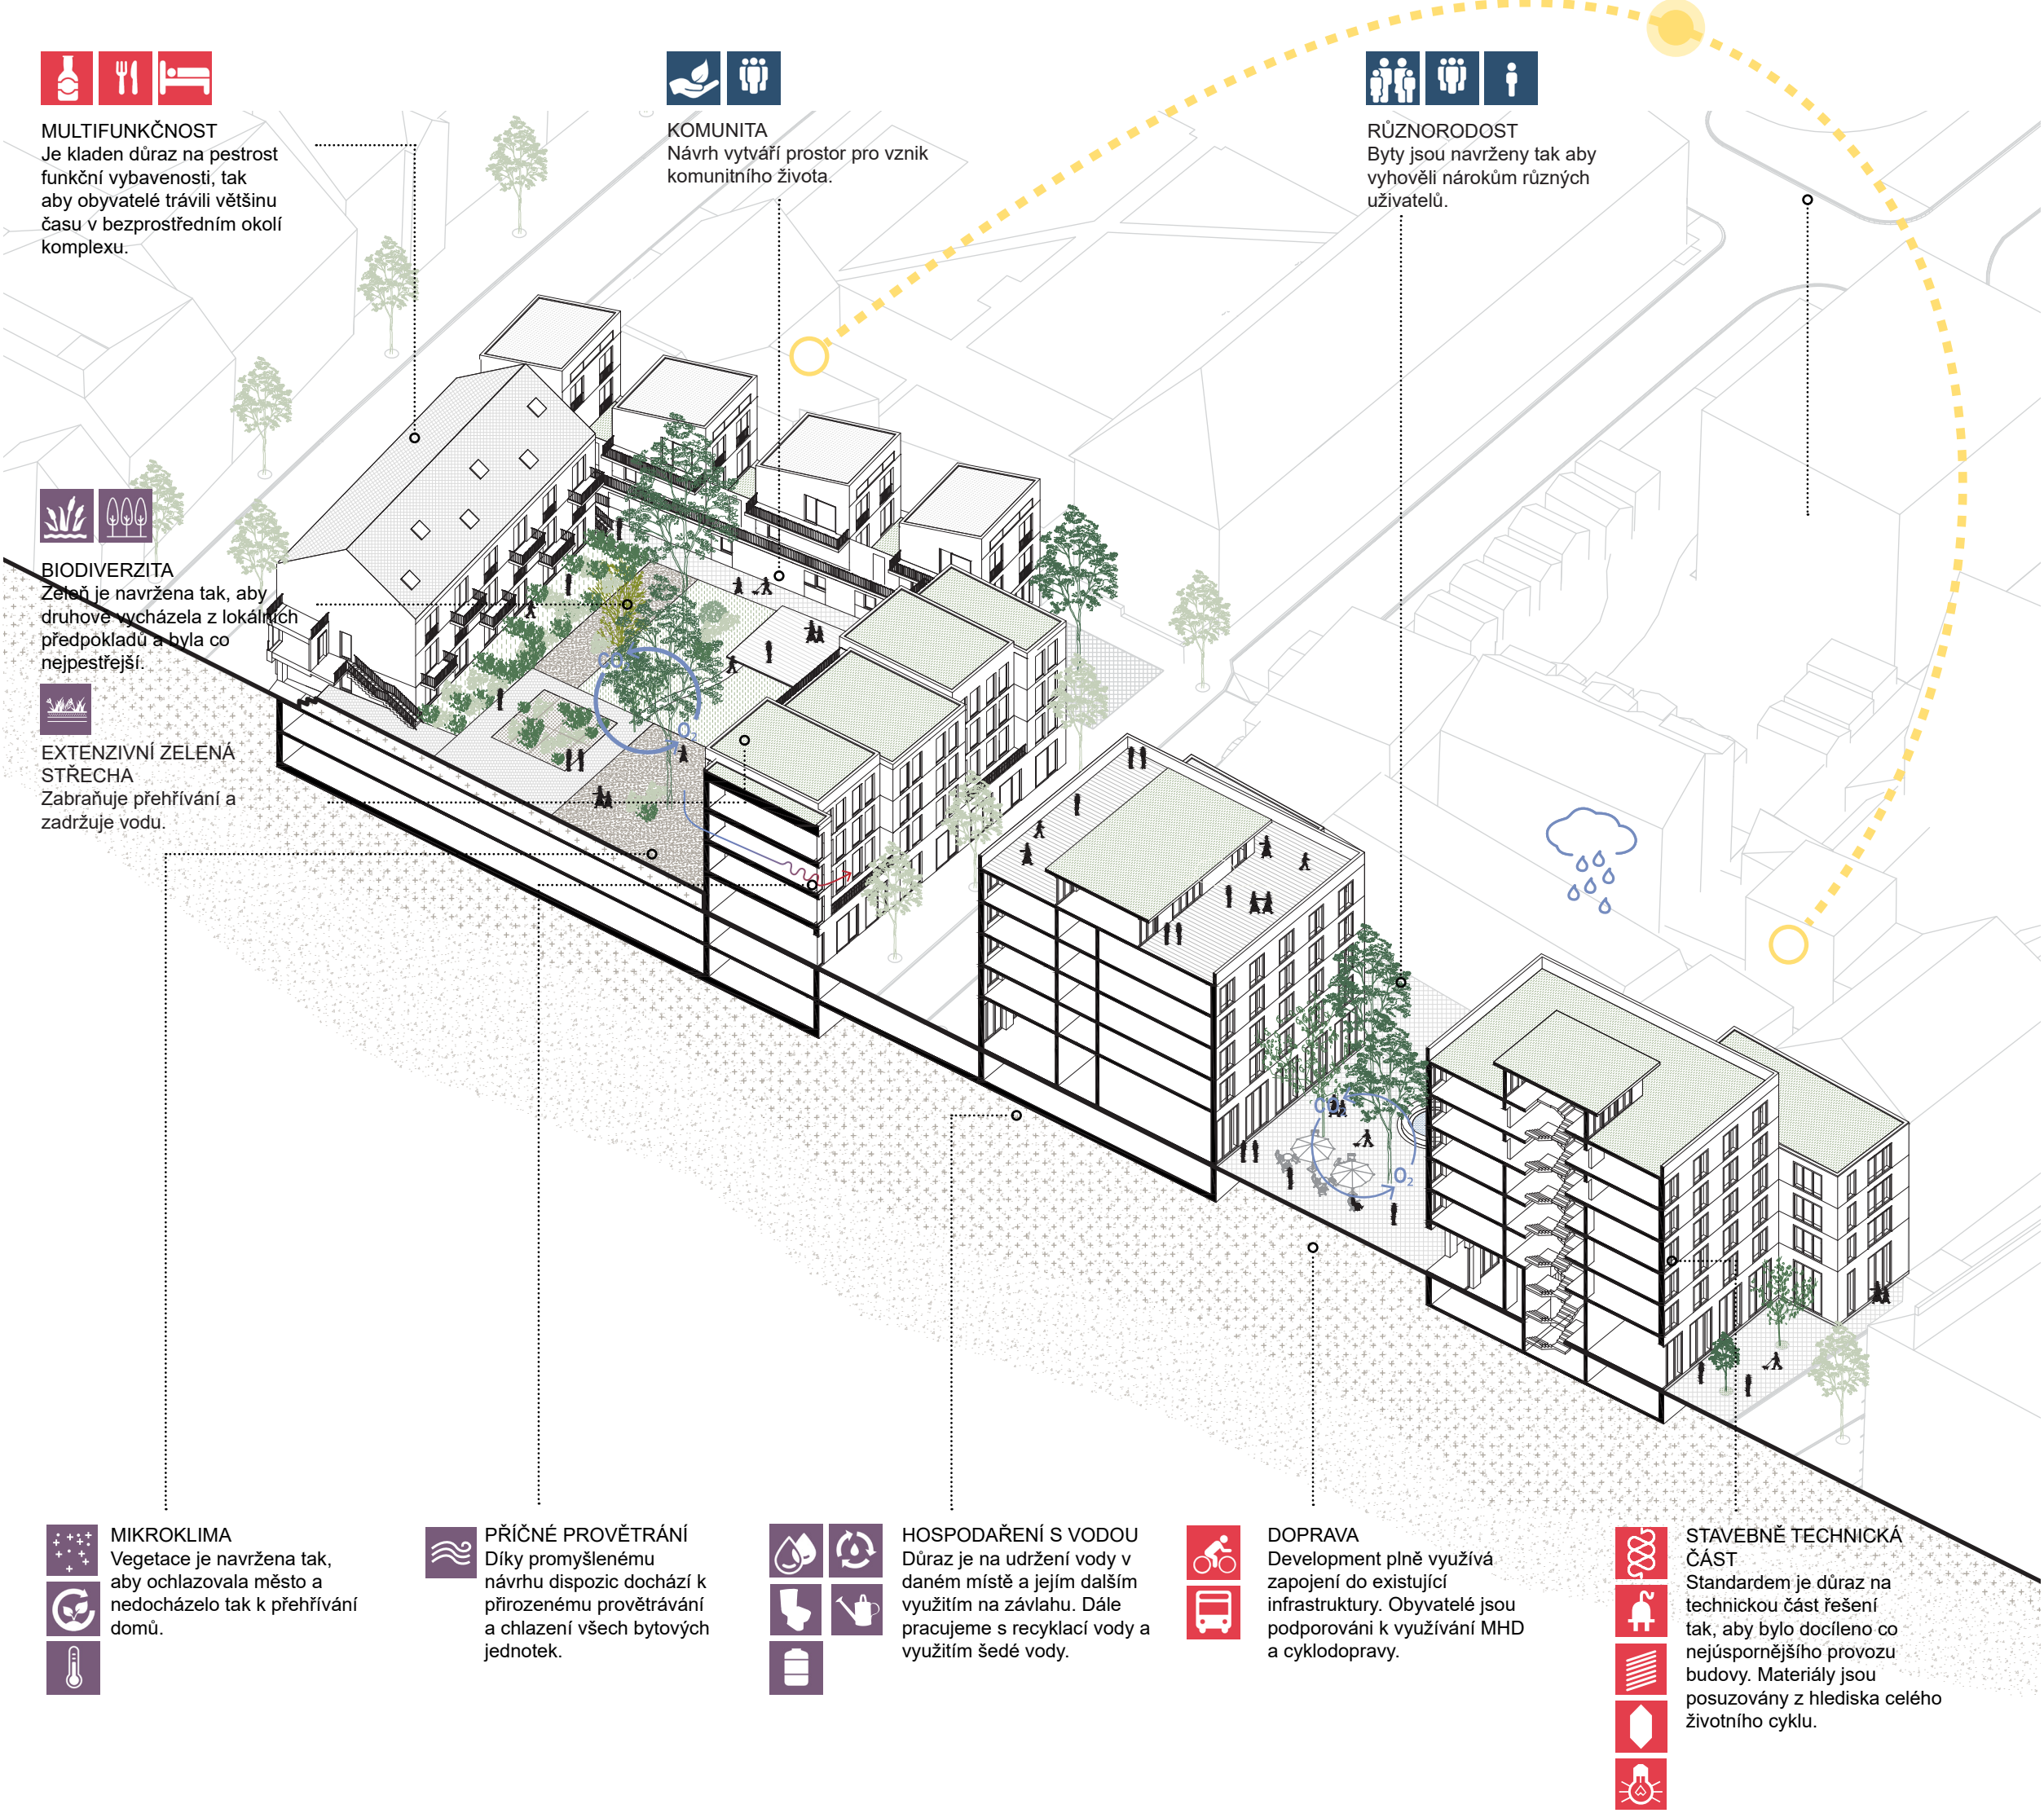 MULTIFUNKČNOST
Je kladen důraz na pestrost
funkční vybavenosti, tak
aby obyvatelé trávili většinu
času v bezprostředním okolí
komplexu.
KOMUNITA
Návrh vytváří prostor pro vznik
komunitního života.
RŮZNORODOST
Byty jsou navrženy tak aby
vyhověli nárokům různých
uživatelů.
BIODIVERZITA
Zeleň je navržena tak, aby
druhově vycházela z lokálních
předpokladů a byla co
nejpestřejší.
EXTENZIVNÍ ZELENÁ
STŘECHA
Zabraňuje přehřívání a
zadržuje vodu.
CO2
O2
CO2
O2
MIKROKLIMA
Vegetace je navržena tak,
aby ochlazovala město a
nedocházelo tak k přehřívání
domů.
PŘÍČNÉ PROVĚTRÁNÍ
Díky promyšlenému
návrhu dispozic dochází k
přirozenému provětrávání
a chlazení všech bytových
jednotek.
HOSPODAŘENÍ S VODOU
Důraz je na udržení vody v
daném místě a jejím dalším
využitím na závlahu. Dále
pracujeme s recyklací vody a
využitím šedé vody.
DOPRAVA
Development plně využívá
zapojení do existující
infrastruktury. Obyvatelé jsou
podporováni k využívání MHD
a cyklodopravy.
STAVEBNĚ TECHNICKÁ
ČÁST
Standardem je důraz na
technickou část řešení
tak, aby bylo docíleno co
nejúspornějšího provozu
budovy. Materiály jsou
posuzovány z hlediska celého
životního cyklu.